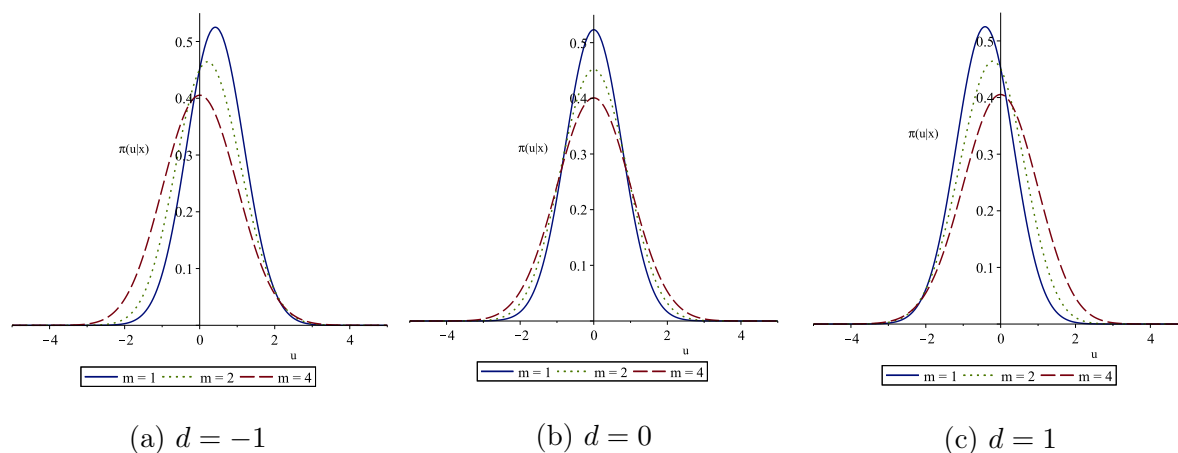 0.5
0.4
π(u|x)
0.3
0.2
0.1
−4 −2 0 2 4
u
m = 1 m = 2 m = 4
(a) d = −1
0.5
0.4
π(u|x)
0.3
0.2
0.1
−4 −2 0 2 4
u
m = 1 m = 2 m = 4
(b) d = 0
0.5
0.4
π(u|x)
0.3
0.2
0.1
−4 −2 0 2 4
u
m = 1 m = 2 m = 4
(c) d = 1